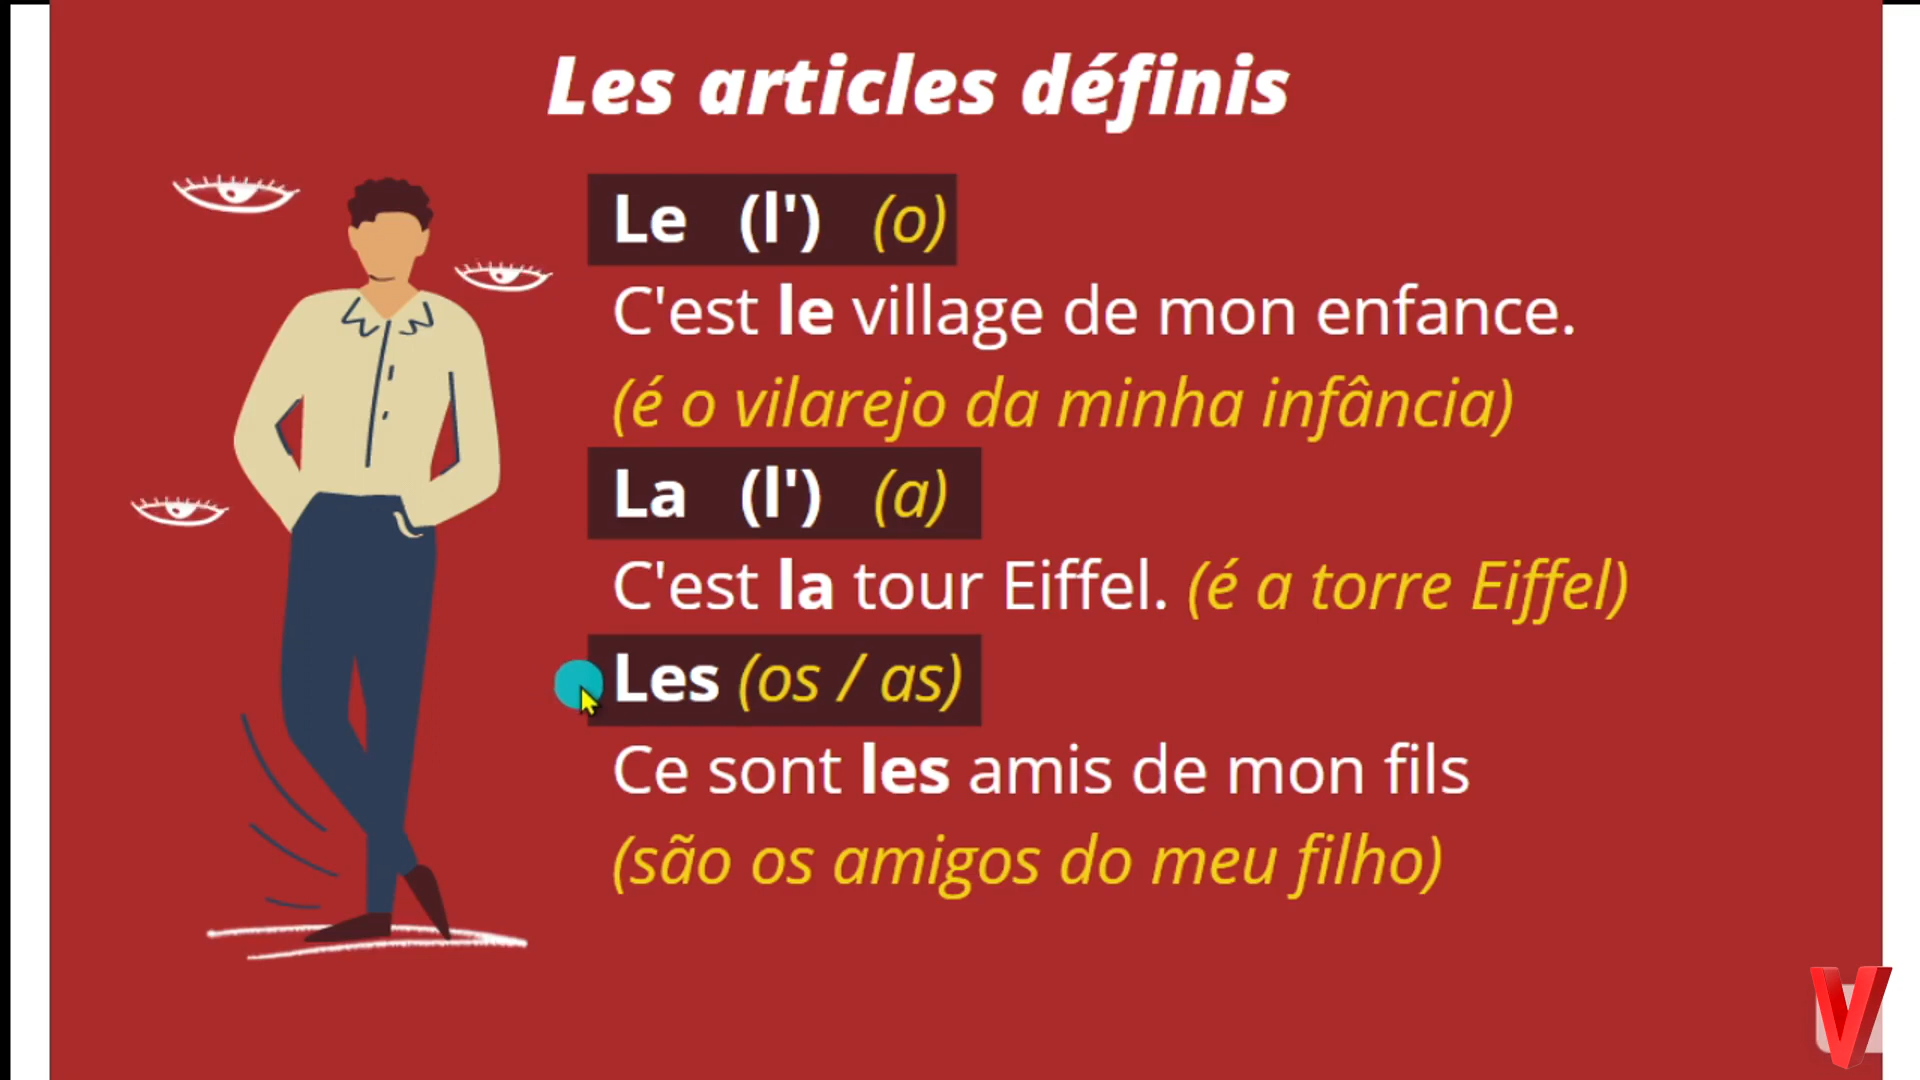 Les articles définis
Le (l') (o)
C'est le village de mon enfance.
(é o vilarejo da minha infância)
La (l') (a)
C'est la tour Eiffel. (é a torre Eiffel)
Les (os / as)
Ce sont les amis de mon fils
(são os amigos do meu filho)
V